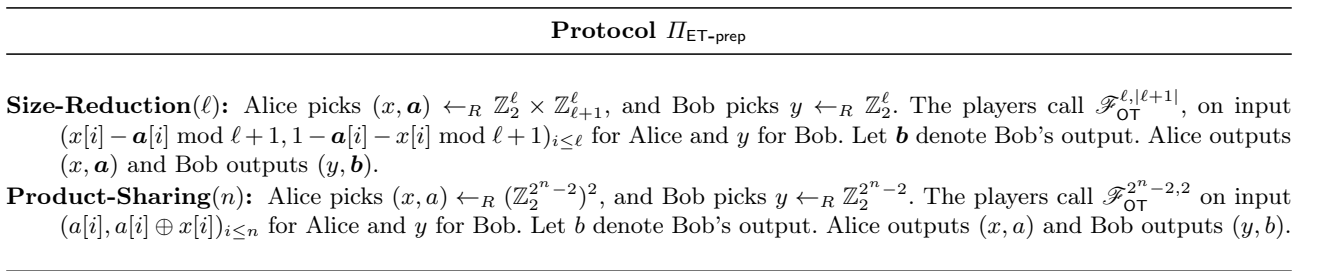 Protocol Π_ET-prep
Size-Reduction(ℓ): Alice picks (x, a) ←_R ℤ_2^ℓ × ℤ_{ℓ+1}^ℓ, and Bob picks y ←_R ℤ_2^ℓ. The players call ℱ_OT^{ℓ,|ℓ+1|}, on input
(x[i] − a[i] mod ℓ + 1, 1 − a[i] − x[i] mod ℓ + 1)_{i≤ℓ} for Alice and y for Bob. Let b denote Bob's output. Alice outputs
(x, a) and Bob outputs (y, b).
Product-Sharing(n): Alice picks (x, a) ←_R (ℤ_2^{2^n−2})^2, and Bob picks y ←_R ℤ_2^{2^n−2}. The players call ℱ_OT^{2^n−2,2} on input
(a[i], a[i] ⊕ x[i])_{i≤n} for Alice and y for Bob. Let b denote Bob's output. Alice outputs (x, a) and Bob outputs (y, b).